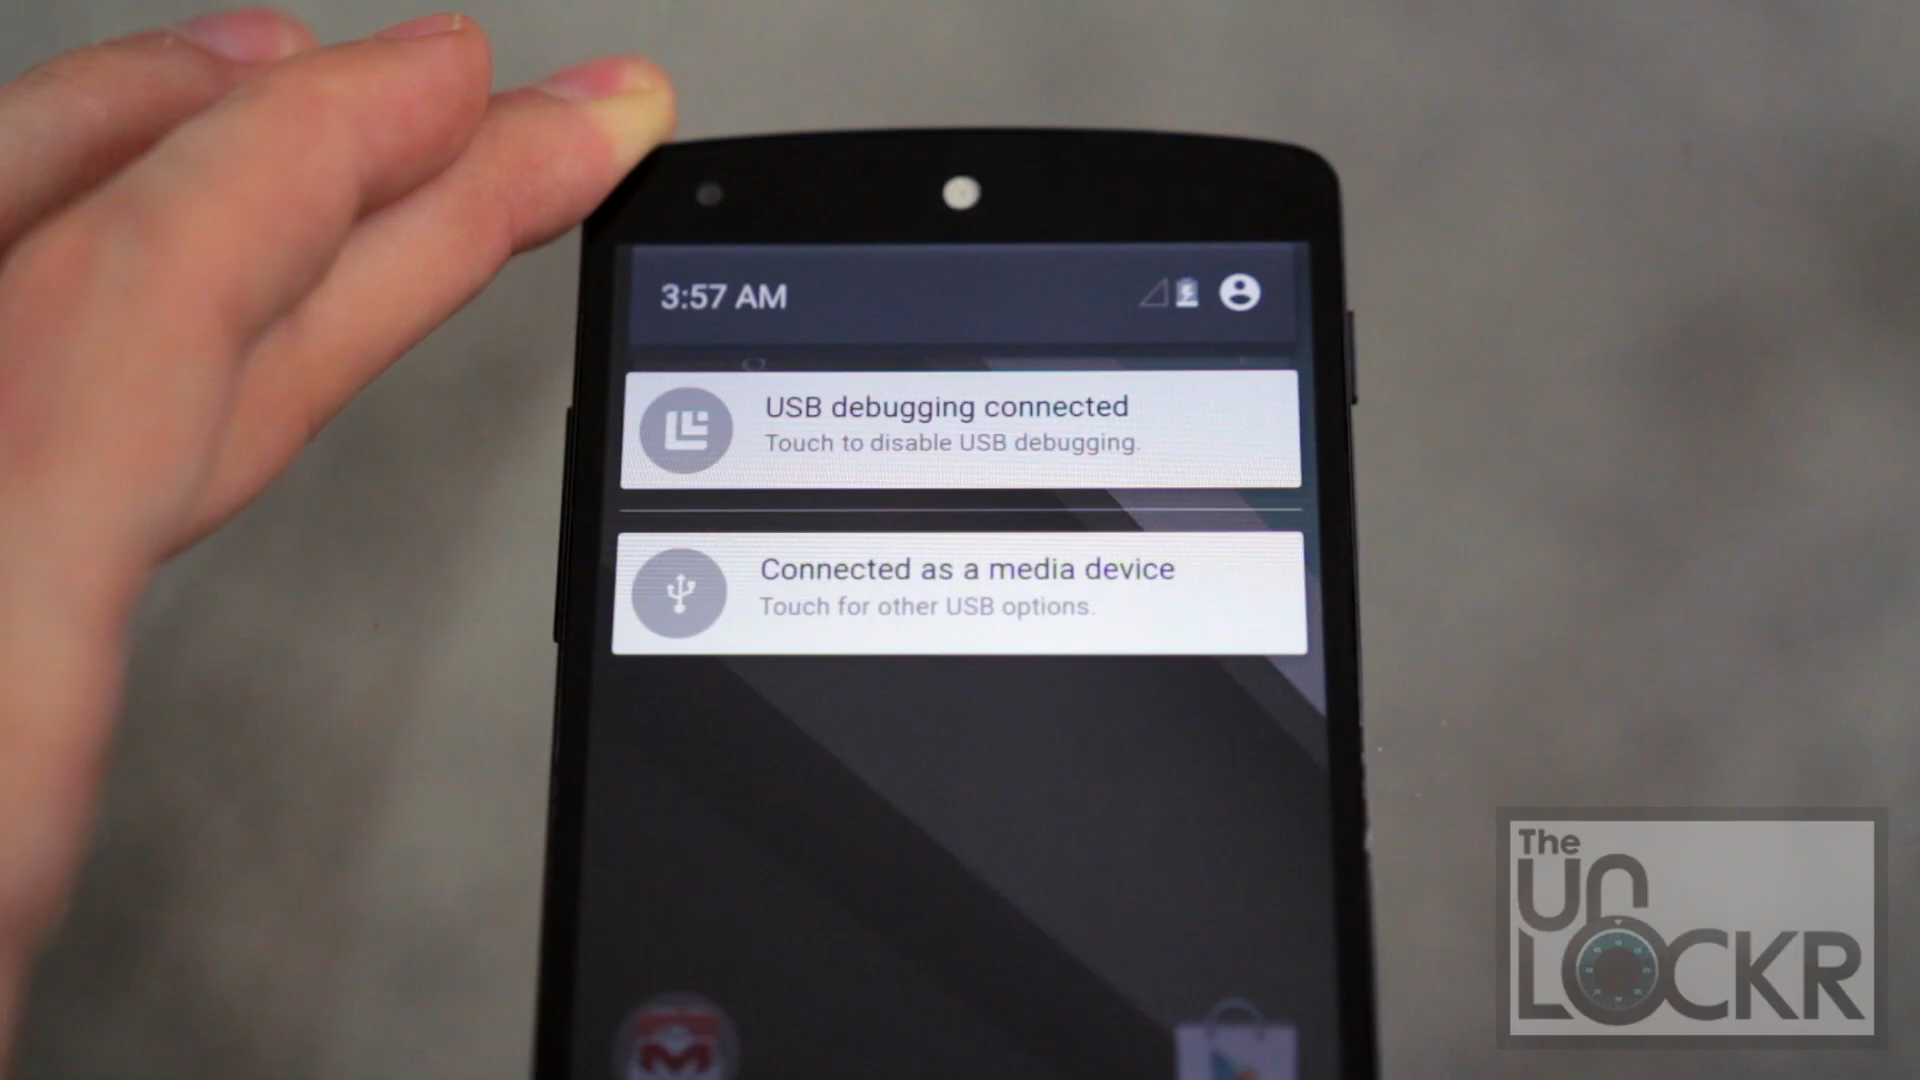 3:57 AM
USB debugging connected
Touch to disable USB debugging.
Connected as a media device
Touch for other USB options.
The
Un
LOCKR